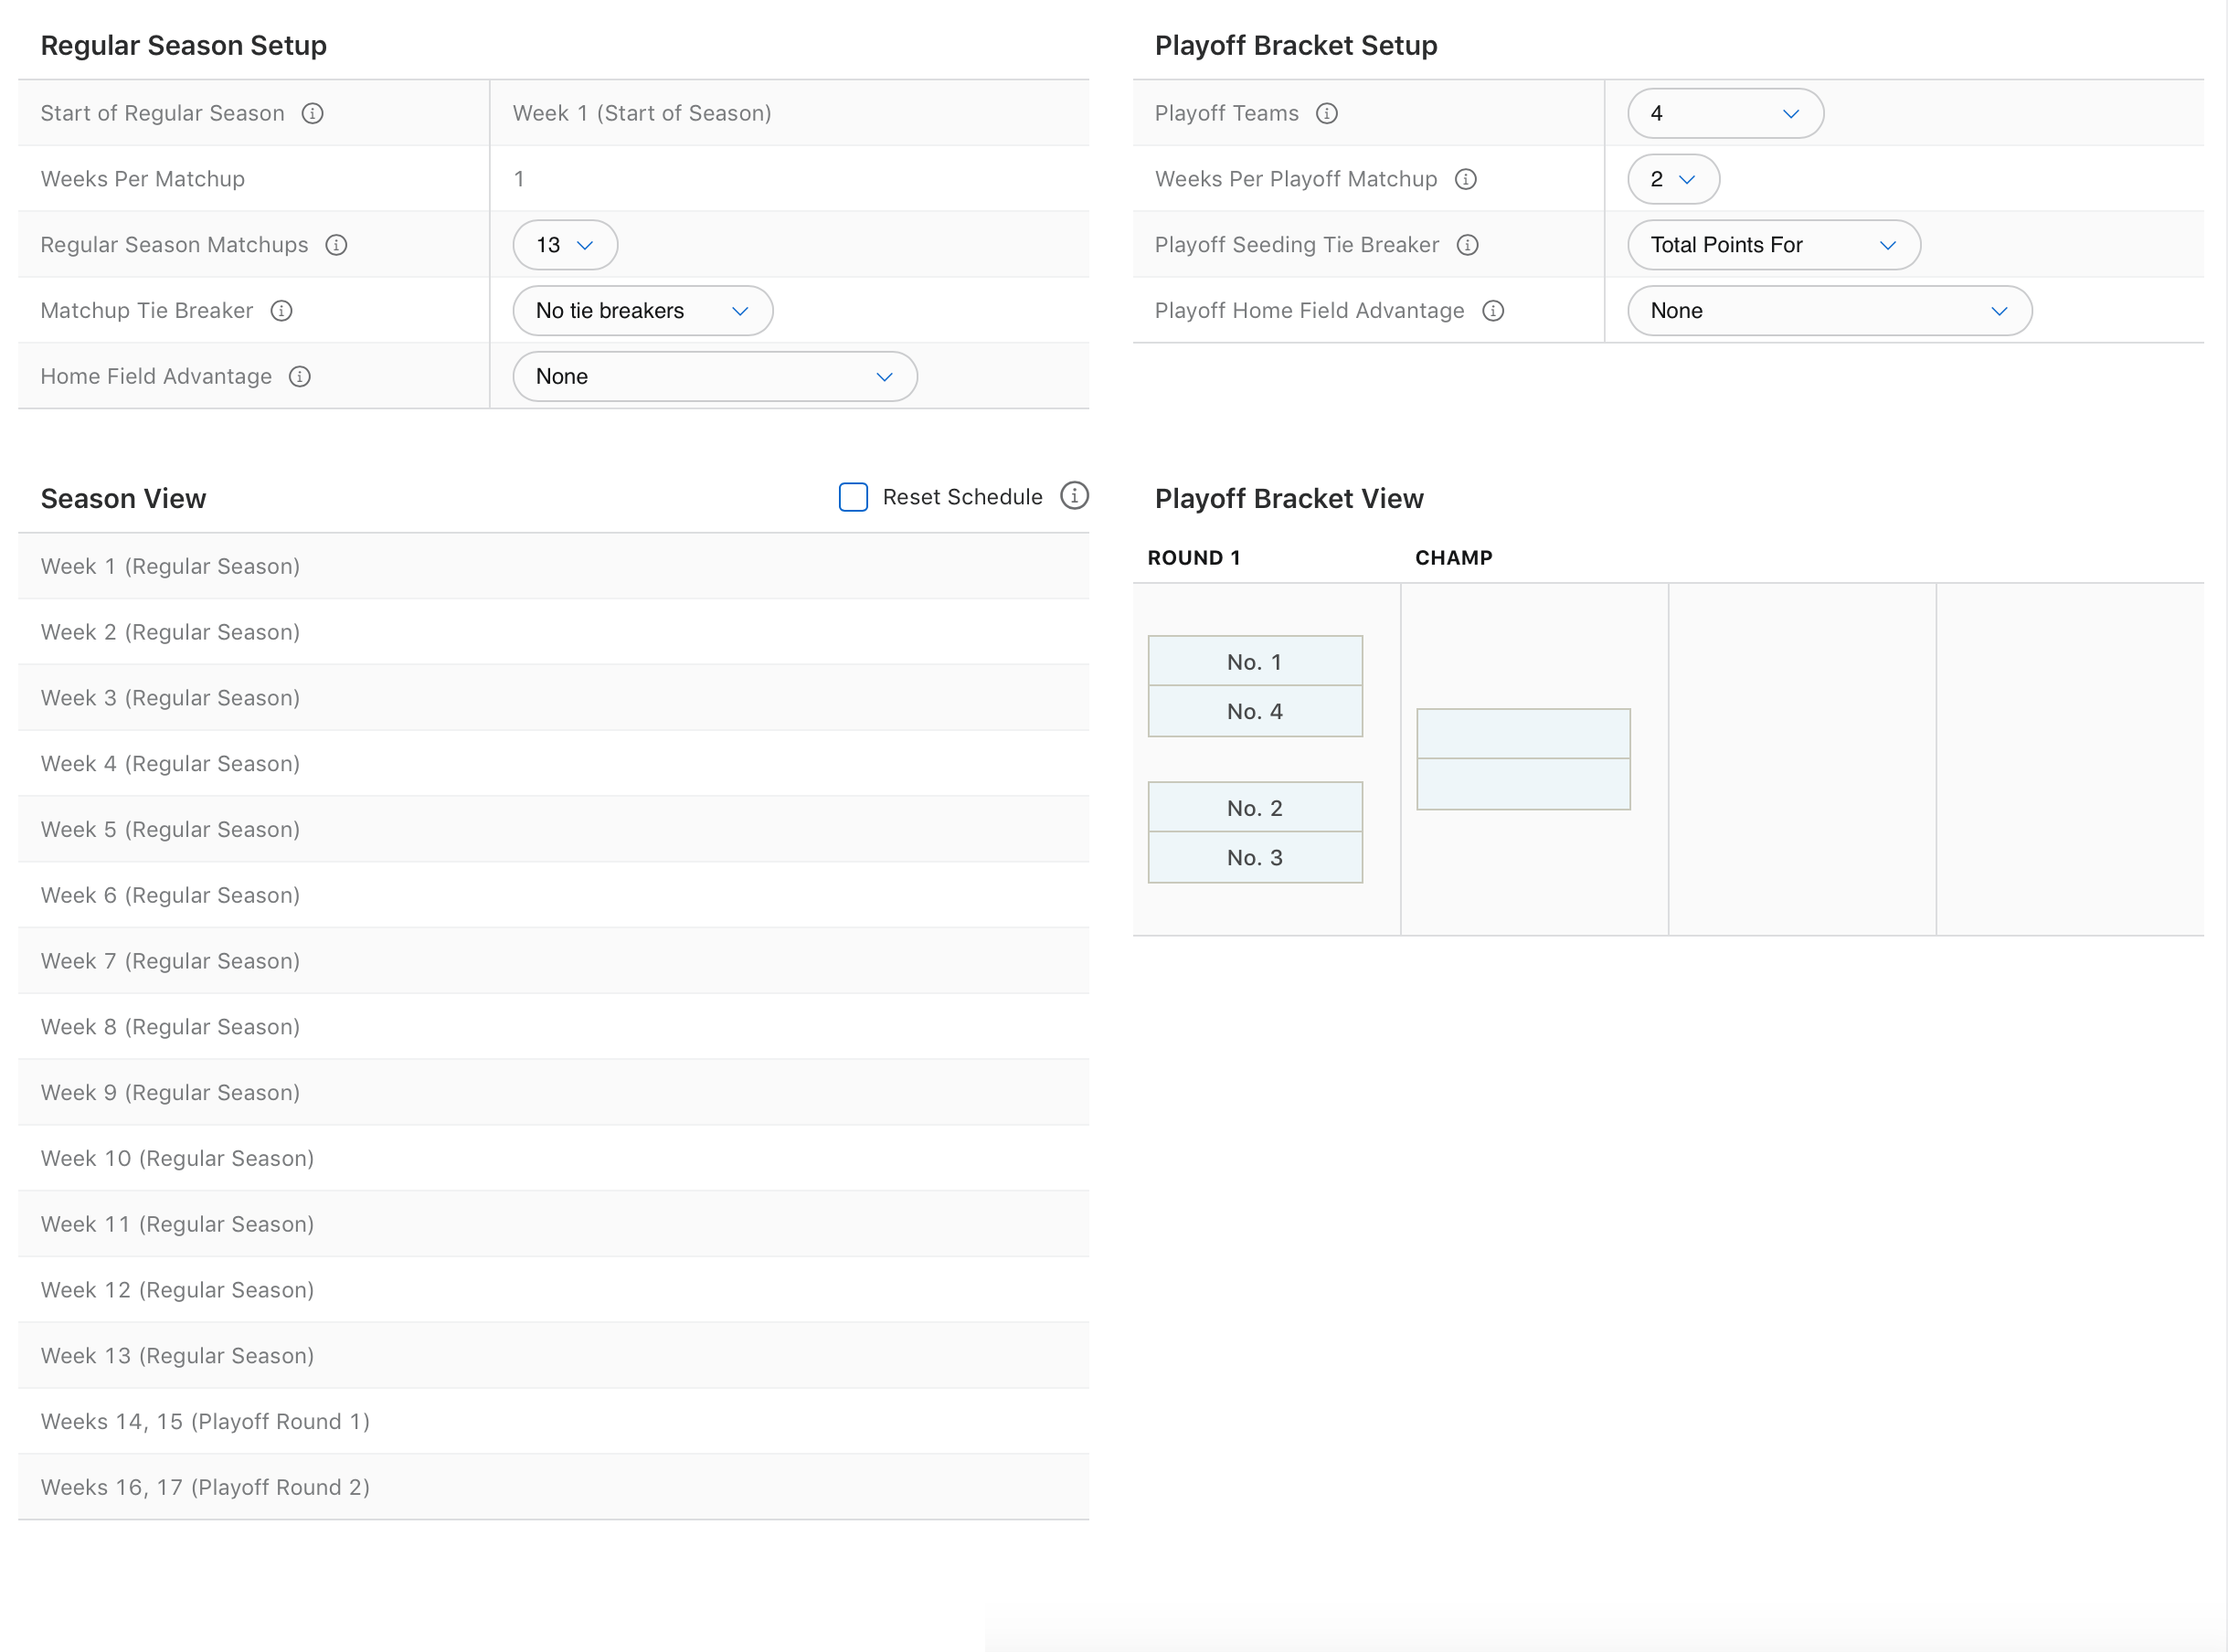 Regular Season Setup
Start of Regular Season
Week 1 (Start of Season)
Weeks Per Matchup
1
Regular Season Matchups
13
Matchup Tie Breaker
No tie breakers
Home Field Advantage
None
Playoff Bracket Setup
Playoff Teams
4
Weeks Per Playoff Matchup
2
Playoff Seeding Tie Breaker
Total Points For
Playoff Home Field Advantage
None
Season View
Reset Schedule
Week 1 (Regular Season)
Week 2 (Regular Season)
Week 3 (Regular Season)
Week 4 (Regular Season)
Week 5 (Regular Season)
Week 6 (Regular Season)
Week 7 (Regular Season)
Week 8 (Regular Season)
Week 9 (Regular Season)
Week 10 (Regular Season)
Week 11 (Regular Season)
Week 12 (Regular Season)
Week 13 (Regular Season)
Weeks 14, 15 (Playoff Round 1)
Weeks 16, 17 (Playoff Round 2)
Playoff Bracket View
ROUND 1
CHAMP
No. 1
No. 4
No. 2
No. 3